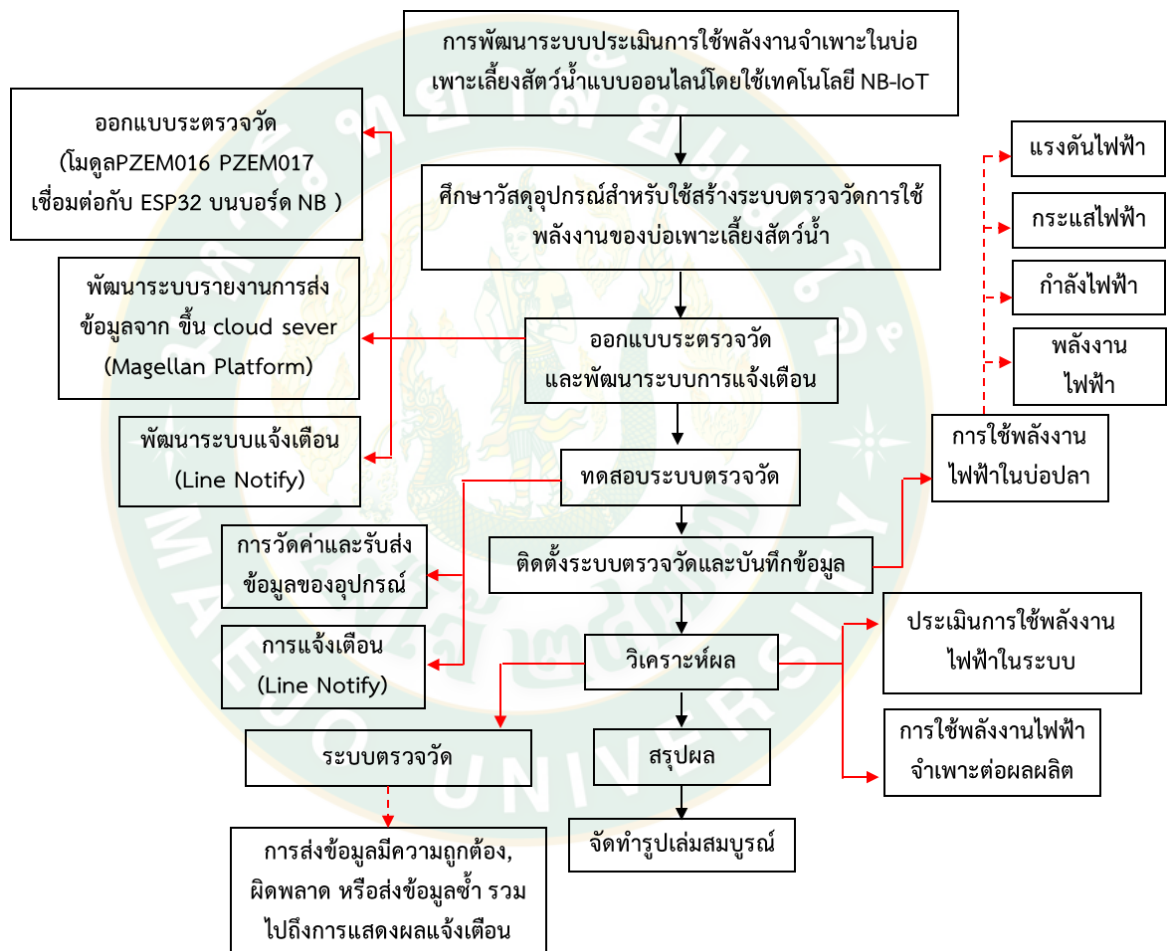 การพัฒนาระบบประเมินการใช้พลังงานจำเพาะในบ่อ
เพาะเลี้ยงสัตว์น้ำแบบออนไลน์โดยใช้เทคโนโลยี NB-IoT
ศึกษาวัสดุอุปกรณ์สำหรับใช้สร้างระบบตรวจวัดการใช้
พลังงานของบ่อเพาะเลี้ยงสัตว์น้ำ
ออกแบบระตรวจวัด
และพัฒนาระบบการแจ้งเตือน
ออกแบบระตรวจวัด
(โมดูลPZEM016 PZEM017
เชื่อมต่อกับ ESP32 บนบอร์ด NB )
พัฒนาระบบรายงานการส่ง
ข้อมูลจาก ขึ้น cloud sever
(Magellan Platform)
พัฒนาระบบแจ้งเตือน
(Line Notify)
ทดสอบระบบตรวจวัด
การวัดค่าและรับส่ง
ข้อมูลของอุปกรณ์
การแจ้งเตือน
(Line Notify)
ติดตั้งระบบตรวจวัดและบันทึกข้อมูล
การใช้พลังงาน
ไฟฟ้าในบ่อปลา
แรงดันไฟฟ้า
กระแสไฟฟ้า
กำลังไฟฟ้า
พลังงาน
ไฟฟ้า
วิเคราะห์ผล
ประเมินการใช้พลังงาน
ไฟฟ้าในระบบ
การใช้พลังงานไฟฟ้า
จำเพาะต่อผลผลิต
ระบบตรวจวัด
การส่งข้อมูลมีความถูกต้อง,
ผิดพลาด หรือส่งข้อมูลซ้ำ รวม
ไปถึงการแสดงผลแจ้งเตือน
สรุปผล
จัดทำรูปเล่มสมบูรณ์
MAEJO UNIVERSITY